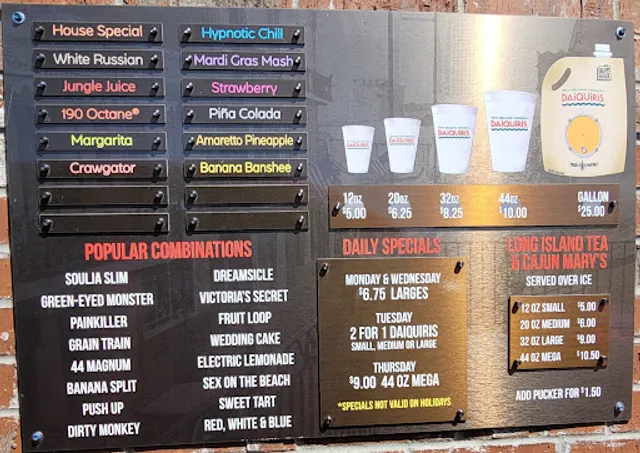 House Special
Hypnotic Chill
White Russian
Mardi Gras Mash
Jungle Juice
Strawberry
190 Octane®
Piña Colada
Margarita
Amaretto Pineapple
Crawgator
Banana Banshee
DAIQUIRIS
DAIQUIRIS
DAIQUIRIS
DAIQUIRIS
DAIQUIRIS
12OZ 20OZ 32OZ 44OZ GALLON
$5.00 $6.25 $8.25 $10.00 $25.00
POPULAR COMBINATIONS
SOULJA SLIM
GREEN-EYED MONSTER
PAINKILLER
GRAIN TRAIN
44 MAGNUM
BANANA SPLIT
PUSH UP
DIRTY MONKEY
DREAMSICLE
VICTORIA'S SECRET
FRUIT LOOP
WEDDING CAKE
ELECTRIC LEMONADE
SEX ON THE BEACH
SWEET TART
RED, WHITE & BLUE
DAILY SPECIALS
MONDAY & WEDNESDAY
$6.75 LARGES
TUESDAY
2 FOR 1 DAIQUIRIS
SMALL, MEDIUM OR LARGE
THURSDAY
$9.00 44 OZ MEGA
*SPECIALS NOT VALID ON HOLIDAYS
LONG ISLAND TEA
& CAJUN MARY'S
SERVED OVER ICE
12 OZ SMALL $5.00
20 OZ MEDIUM $6.00
32 OZ LARGE $9.00
44 OZ MEGA $10.50
ADD PUCKER FOR $1.50